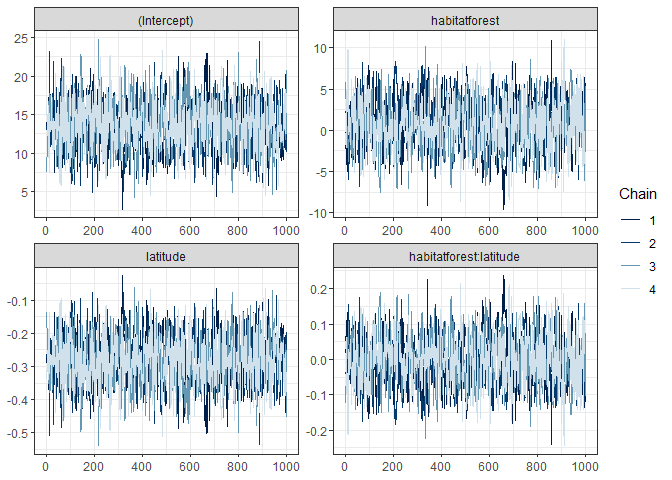 (Intercept)
habitatforest
25
20
15
10
5
10
5
0
-5
-10
0 200 400 600 800 1000
0 200 400 600 800 1000
latitude
habitatforest:latitude
-0.1
-0.2
-0.3
-0.4
-0.5
0.2
0.1
0.0
-0.1
-0.2
0 200 400 600 800 1000
0 200 400 600 800 1000
Chain
1
2
3
4